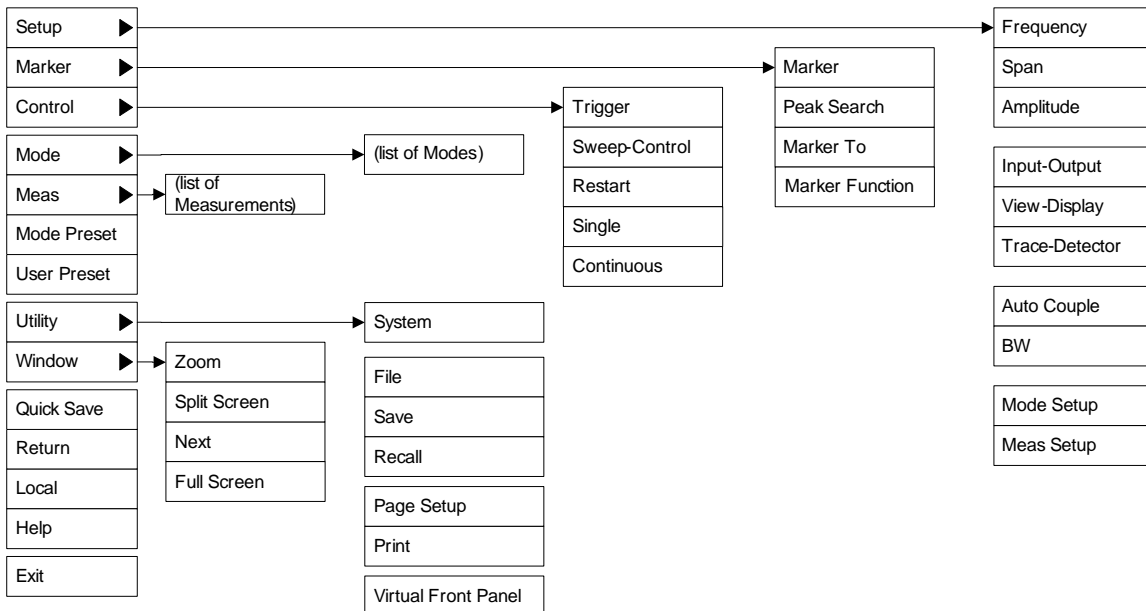 Setup
Marker
Control
Mode
Meas
Mode Preset
User Preset
Utility
Window
Quick Save
Return
Local
Help
Exit
(list of
Measurements)
Zoom
Split Screen
Next
Full Screen
(list of Modes)
System
File
Save
Recall
Page Setup
Print
Virtual Front Panel
Trigger
Sweep-Control
Restart
Single
Continuous
Marker
Peak Search
Marker To
Marker Function
Frequency
Span
Amplitude
Input-Output
View-Display
Trace-Detector
Auto Couple
BW
Mode Setup
Meas Setup